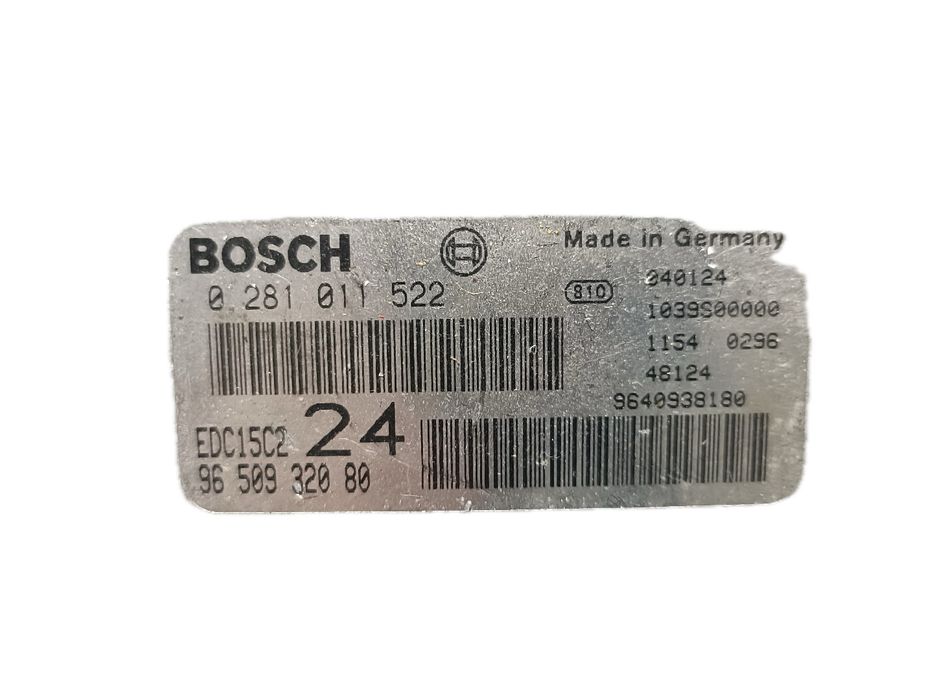 BOSCH
Made in Germany
0 281 011 522
810
040124
1039S00000
1154 0296
48124
9640938180
EDC15C2 24
96 509 320 80